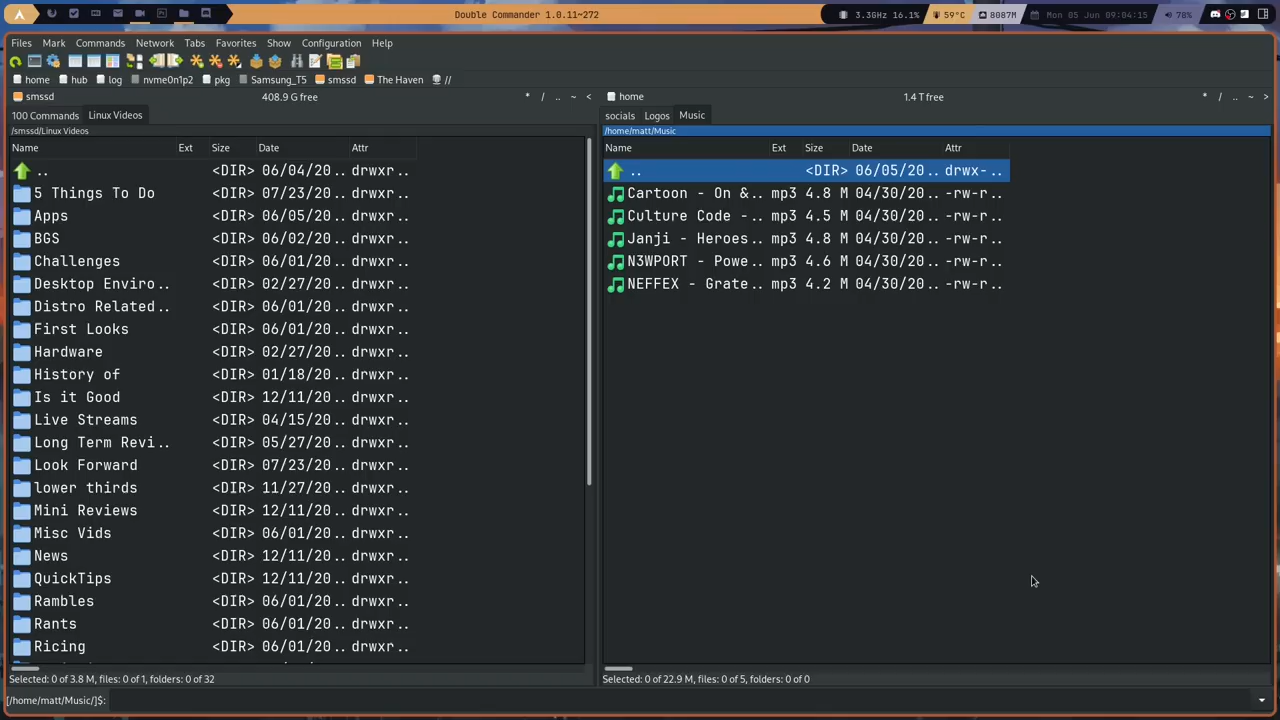 Double Commander 1.0.11~272
3.3GHz 16.1%
59°C
8087M
Mon 05 Jun 09:04:15
78%
Files Mark Commands Network Tabs Favorites Show Configuration Help
home hub log nvme0n1p2 pkg Samsung_T5 smssd The Haven //
smssd 408.9 G free * / .. ~ <
100 Commands Linux Videos
/smssd/Linux Videos
Name Ext Size Date Attr
.. <DIR> 06/04/20.. drwxr..
5 Things To Do <DIR> 07/23/20.. drwxr..
Apps <DIR> 06/05/20.. drwxr..
BGS <DIR> 06/02/20.. drwxr..
Challenges <DIR> 06/01/20.. drwxr..
Desktop Enviro.. <DIR> 02/27/20.. drwxr..
Distro Related.. <DIR> 06/01/20.. drwxr..
First Looks <DIR> 06/01/20.. drwxr..
Hardware <DIR> 02/27/20.. drwxr..
History of <DIR> 01/18/20.. drwxr..
Is it Good <DIR> 12/11/20.. drwxr..
Live Streams <DIR> 04/15/20.. drwxr..
Long Term Revi.. <DIR> 05/27/20.. drwxr..
Look Forward <DIR> 07/23/20.. drwxr..
lower thirds <DIR> 11/27/20.. drwxr..
Mini Reviews <DIR> 12/11/20.. drwxr..
Misc Vids <DIR> 06/01/20.. drwxr..
News <DIR> 12/11/20.. drwxr..
QuickTips <DIR> 12/11/20.. drwxr..
Rambles <DIR> 06/01/20.. drwxr..
Rants <DIR> 06/01/20.. drwxr..
Ricing <DIR> 06/01/20.. drwxr..
Selected: 0 of 3.8 M, files: 0 of 1, folders: 0 of 32
home 1.4 T free * / .. ~ >
socials Logos Music
/home/matt/Music
Name Ext Size Date Attr
.. <DIR> 06/05/20.. drwx-..
Cartoon - On &.. mp3 4.8 M 04/30/20.. -rw-r..
Culture Code -.. mp3 4.5 M 04/30/20.. -rw-r..
Janji - Heroes.. mp3 4.8 M 04/30/20.. -rw-r..
N3WPORT - Powe.. mp3 4.6 M 04/30/20.. -rw-r..
NEFFEX - Grate.. mp3 4.2 M 04/30/20.. -rw-r..
Selected: 0 of 22.9 M, files: 0 of 5, folders: 0 of 0
[/home/matt/Music/]$: